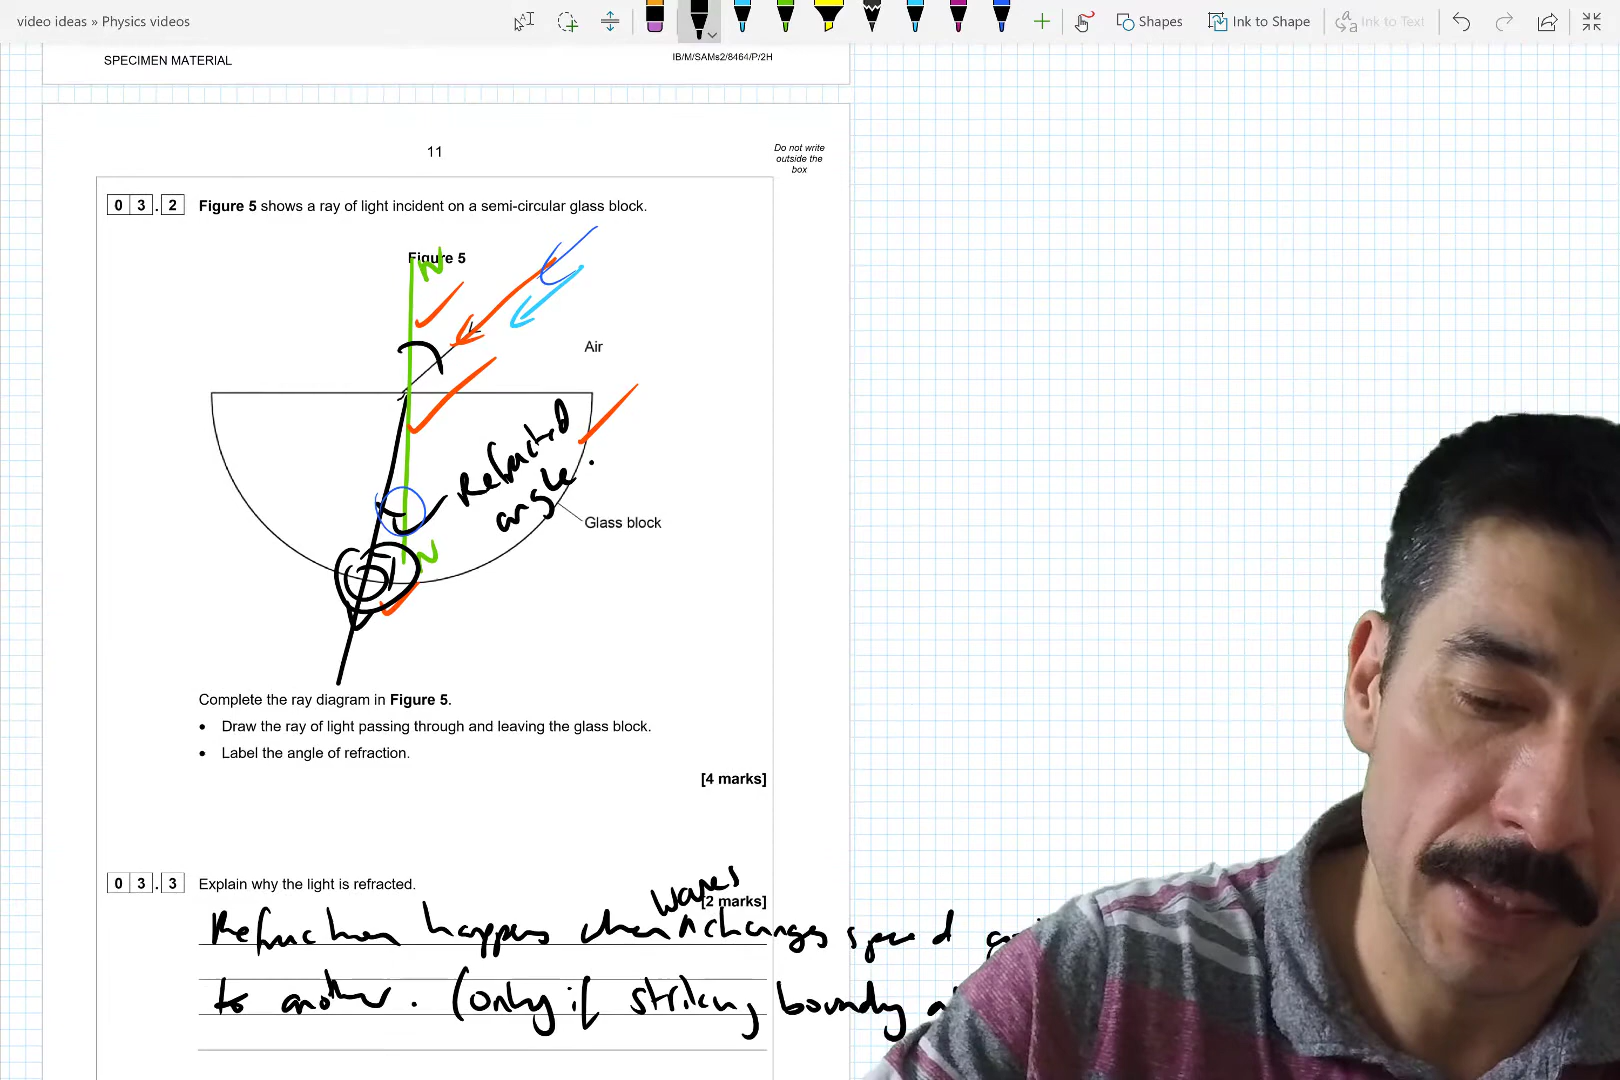 video ideas » Physics videos
Shapes
Ink to Shape
Ink to Text
SPECIMEN MATERIAL
IB/M/SAMs2/8464/P/2H
11
Do not write
outside the
box
0 3 . 2 Figure 5 shows a ray of light incident on a semi-circular glass block.
Figure 5
N
Air
Refracted
angle.
Glass block
N
Complete the ray diagram in Figure 5.
• Draw the ray of light passing through and leaving the glass block.
• Label the angle of refraction.
[4 marks]
0 3 . 3 Explain why the light is refracted.
waves
[2 marks]
Refraction happens when changes speed
to another. (only if striking boundary